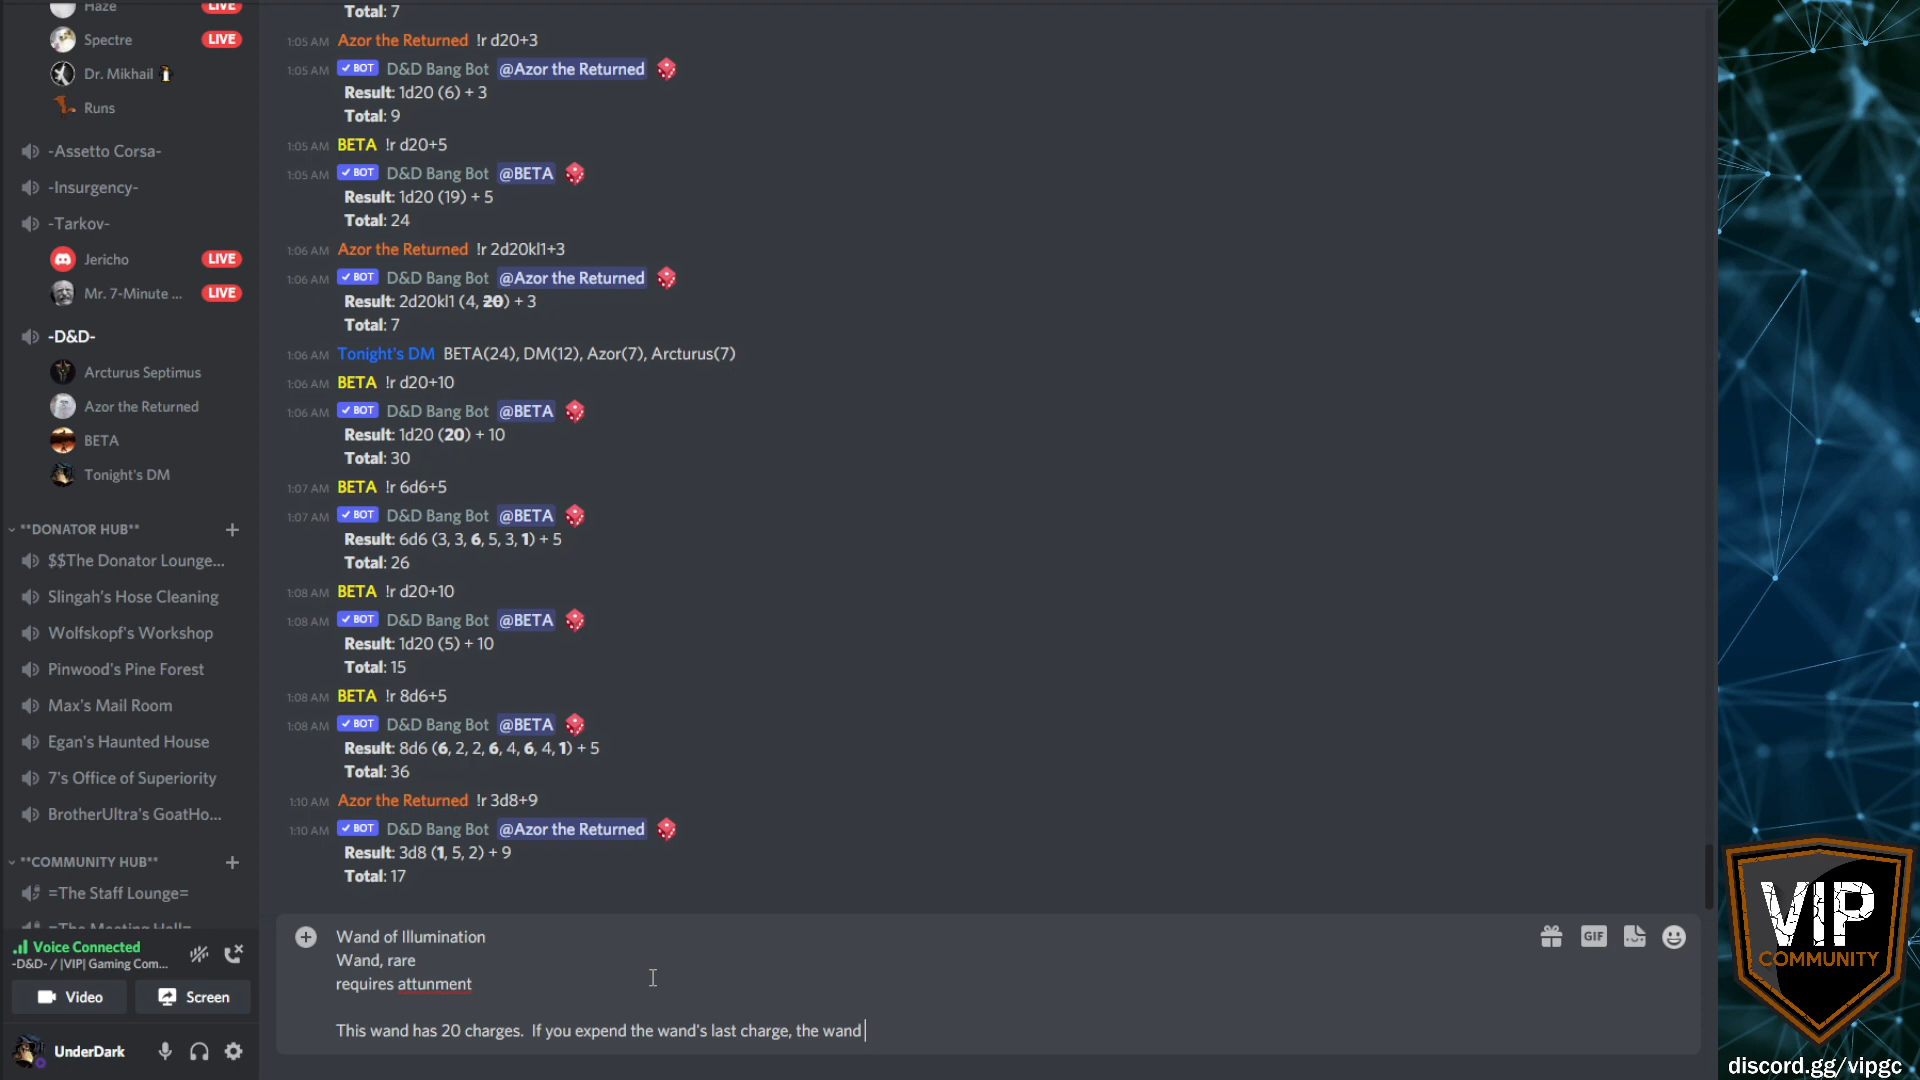 Haze LIVE
Spectre LIVE
Dr. Mikhail
Runs
-Assetto Corsa-
-Insurgency-
-Tarkov-
Jericho LIVE
Mr. 7-Minute ... LIVE
-D&D-
Arcturus Septimus
Azor the Returned
BETA
Tonight's DM
**DONATOR HUB**
$$The Donator Lounge...
Slingah's Hose Cleaning
Wolfskopf's Workshop
Pinwood's Pine Forest
Max's Mail Room
Egan's Haunted House
7's Office of Superiority
BrotherUltra's GoatHo...
**COMMUNITY HUB**
=The Staff Lounge=
=The Meeting Hall=
Voice Connected
-D&D- / |VIP| Gaming Com...
Video Screen
UnderDark
Total: 7
1:05 AM Azor the Returned !r d20+3
1:05 AM BOT D&D Bang Bot @Azor the Returned
Result: 1d20 (6) + 3
Total: 9
1:05 AM BETA !r d20+5
1:05 AM BOT D&D Bang Bot @BETA
Result: 1d20 (19) + 5
Total: 24
1:06 AM Azor the Returned !r 2d20kl1+3
1:06 AM BOT D&D Bang Bot @Azor the Returned
Result: 2d20kl1 (4, 20) + 3
Total: 7
1:06 AM Tonight's DM BETA(24), DM(12), Azor(7), Arcturus(7)
1:06 AM BETA !r d20+10
1:06 AM BOT D&D Bang Bot @BETA
Result: 1d20 (20) + 10
Total: 30
1:07 AM BETA !r 6d6+5
1:07 AM BOT D&D Bang Bot @BETA
Result: 6d6 (3, 3, 6, 5, 3, 1) + 5
Total: 26
1:08 AM BETA !r d20+10
1:08 AM BOT D&D Bang Bot @BETA
Result: 1d20 (5) + 10
Total: 15
1:08 AM BETA !r 8d6+5
1:08 AM BOT D&D Bang Bot @BETA
Result: 8d6 (6, 2, 2, 6, 4, 6, 4, 1) + 5
Total: 36
1:10 AM Azor the Returned !r 3d8+9
1:10 AM BOT D&D Bang Bot @Azor the Returned
Result: 3d8 (1, 5, 2) + 9
Total: 17
Wand of Illumination
Wand, rare
requires attunment
This wand has 20 charges. If you expend the wand's last charge, the wand
GIF
VIP
COMMUNITY
discord.gg/vipgc